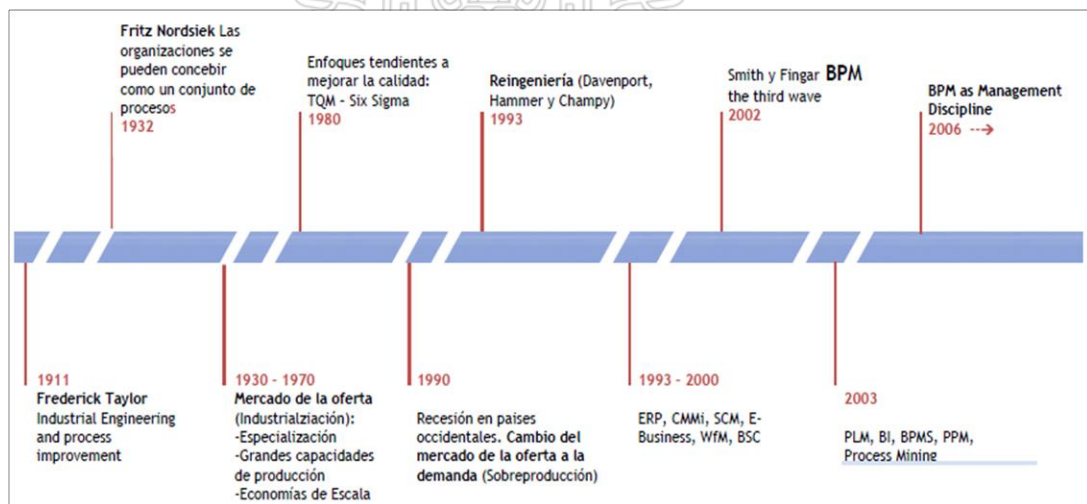 Fritz Nordsiek Las
organizaciones se
pueden concebir
como un conjunto de
procesos
1932
Enfoques tendientes a
mejorar la calidad:
TQM - Six Sigma
1980
Reingeniería (Davenport,
Hammer y Champy)
1993
Smith y Fingar BPM
the third wave
2002
BPM as Management
Discipline
2006 --->
1911
Frederick Taylor
Industrial Engineering
and process
improvement
1930 - 1970
Mercado de la oferta
(Industrialziación):
-Especialización
-Grandes capacidades
de producción
-Economías de Escala
1990
Recesión en paises
occidentales. Cambio del
mercado de la oferta a la
demanda (Sobreproducción)
1993 - 2000
ERP, CMMi, SCM, E-
Business, WfM, BSC
2003
PLM, BI, BPMS, PPM,
Process Mining